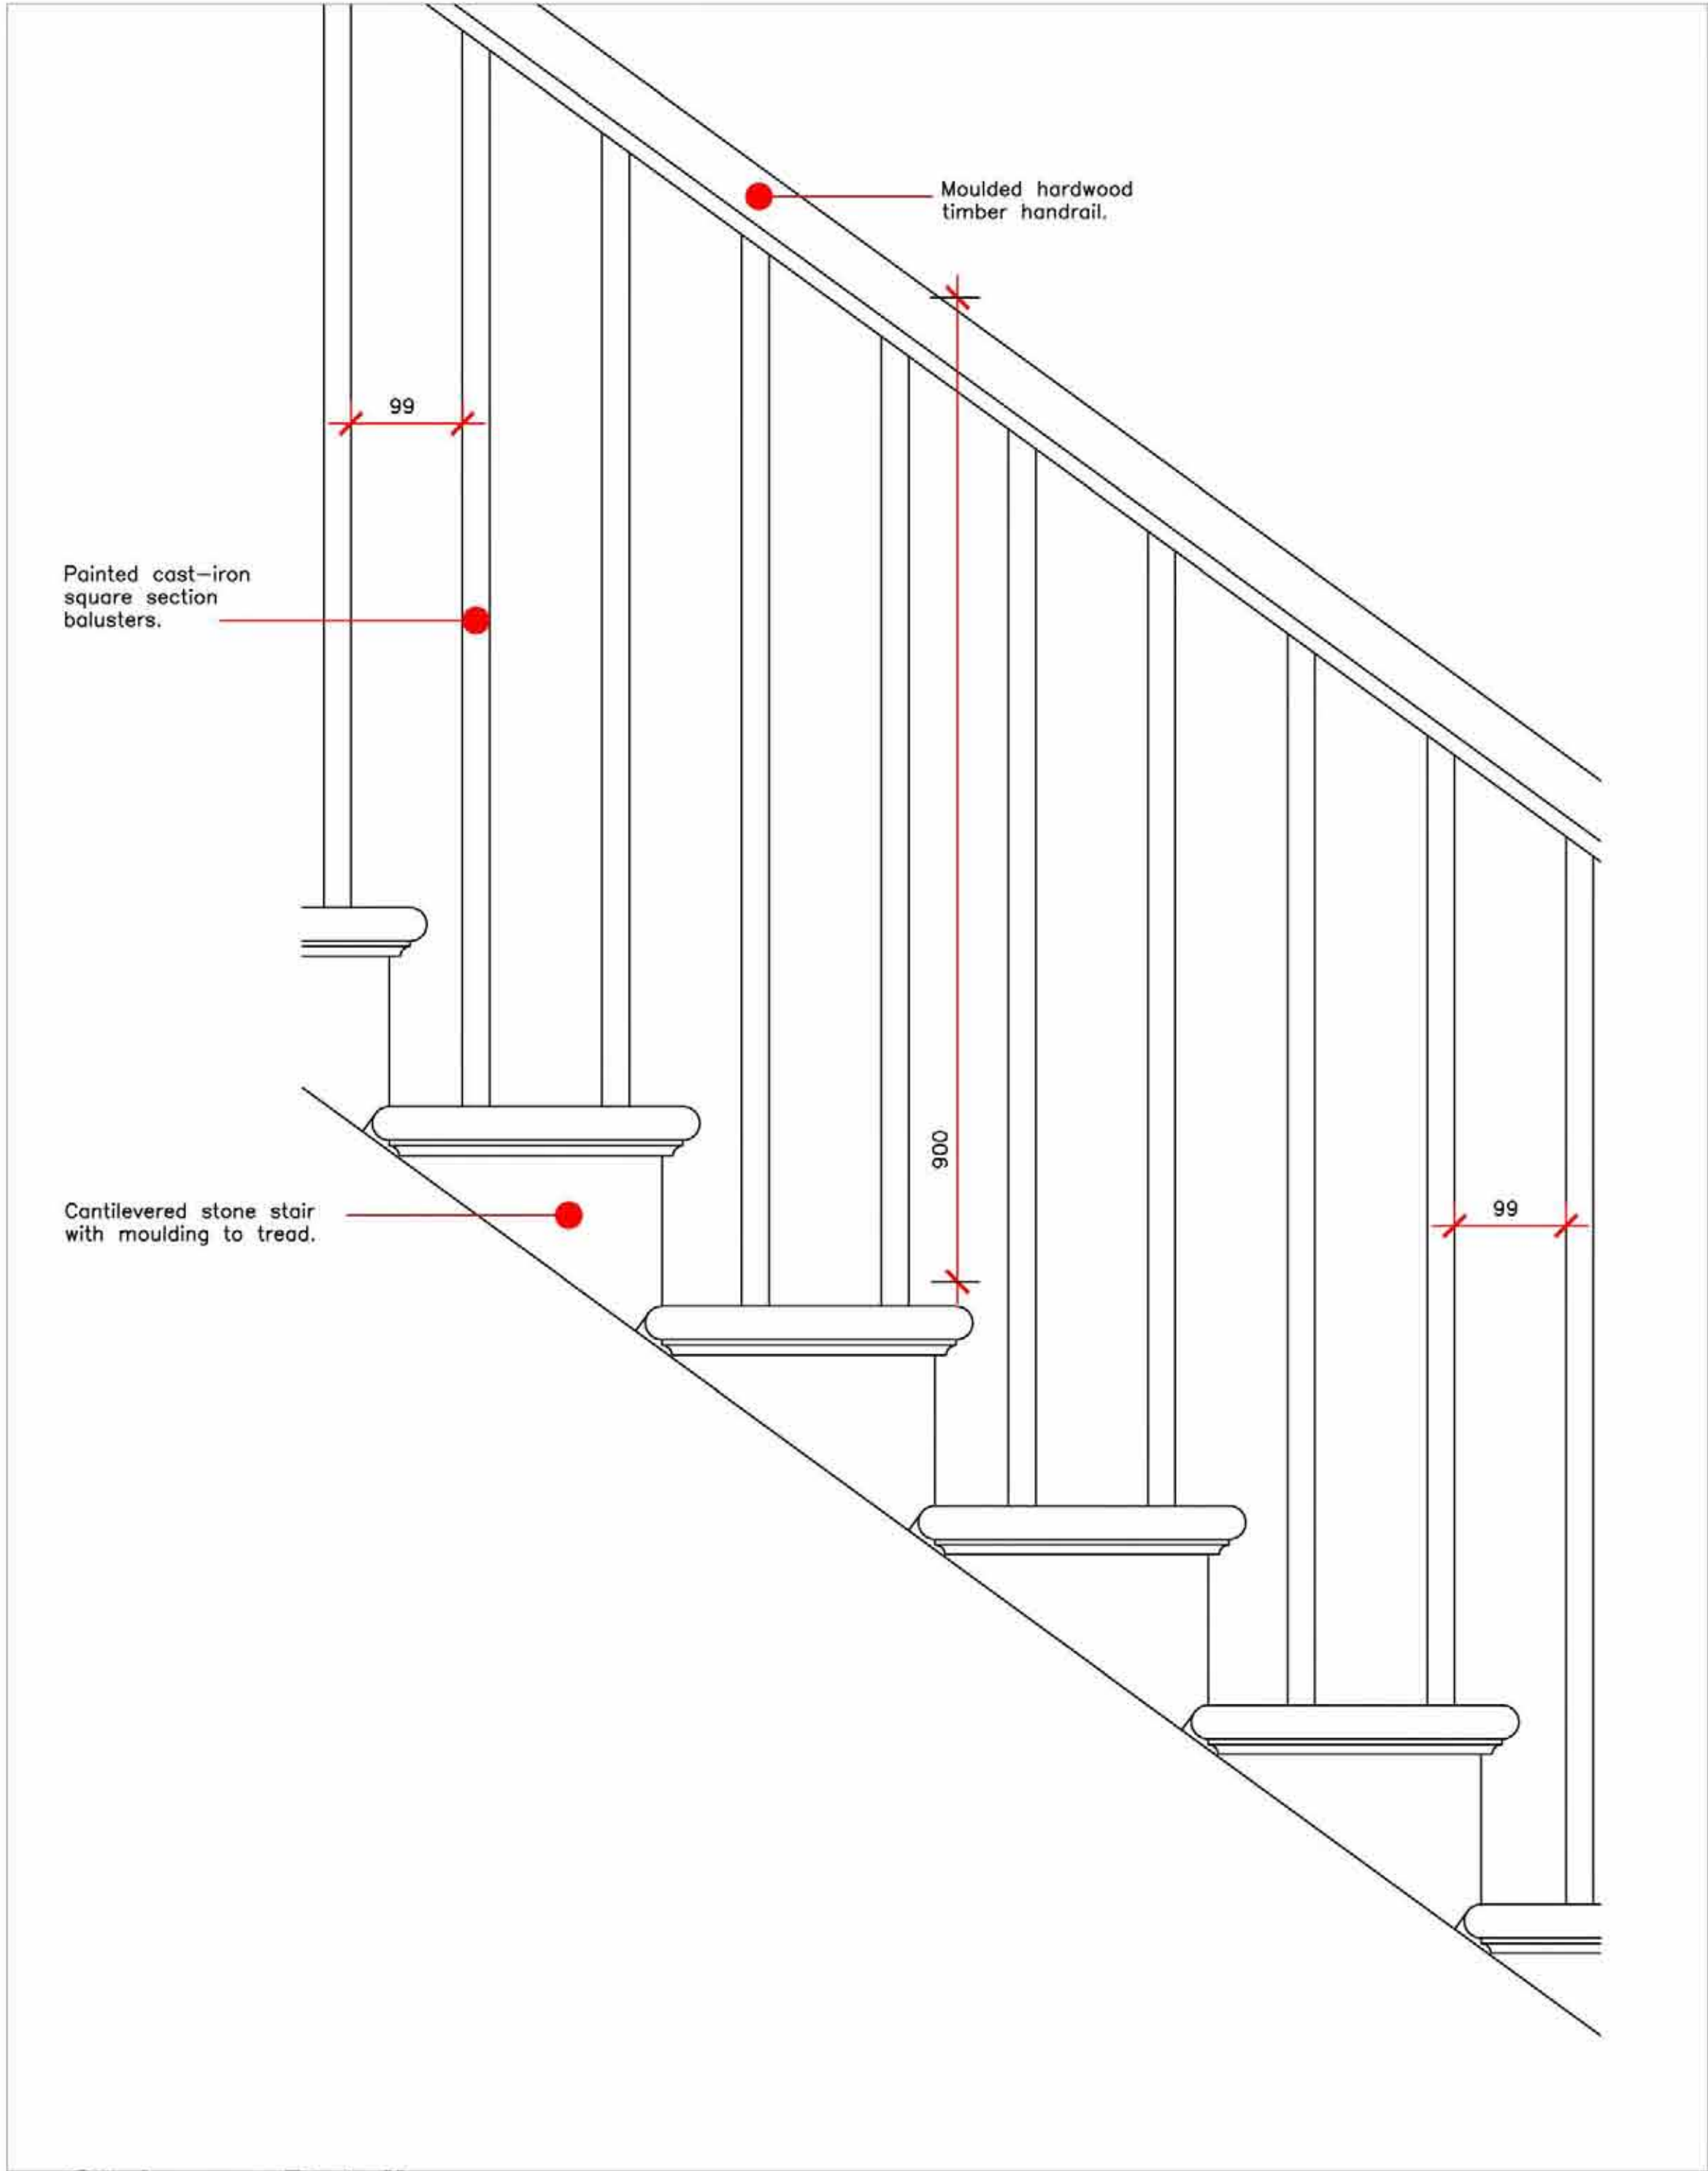 Moulded hardwood
timber handrail.
99
Painted cast-iron
square section
balusters.
900
Cantilevered stone stair
with moulding to tread.
99